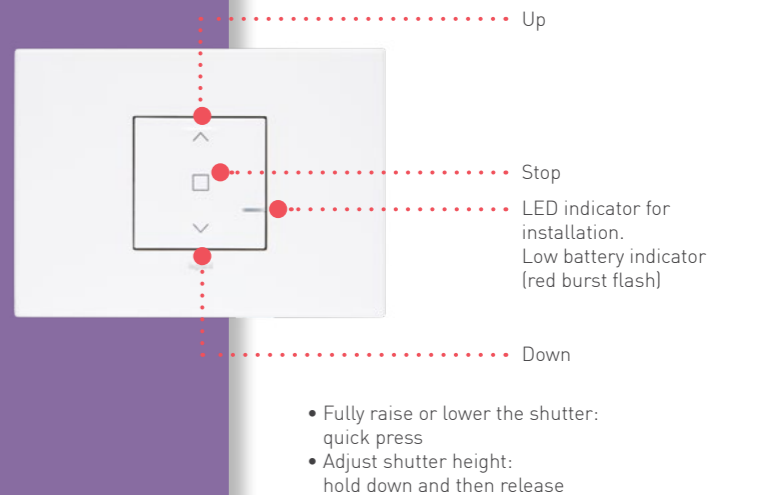 Up
Stop
LED indicator for
installation.
Low battery indicator
(red burst flash)
Down
• Fully raise or lower the shutter:
quick press
• Adjust shutter height:
hold down and then release